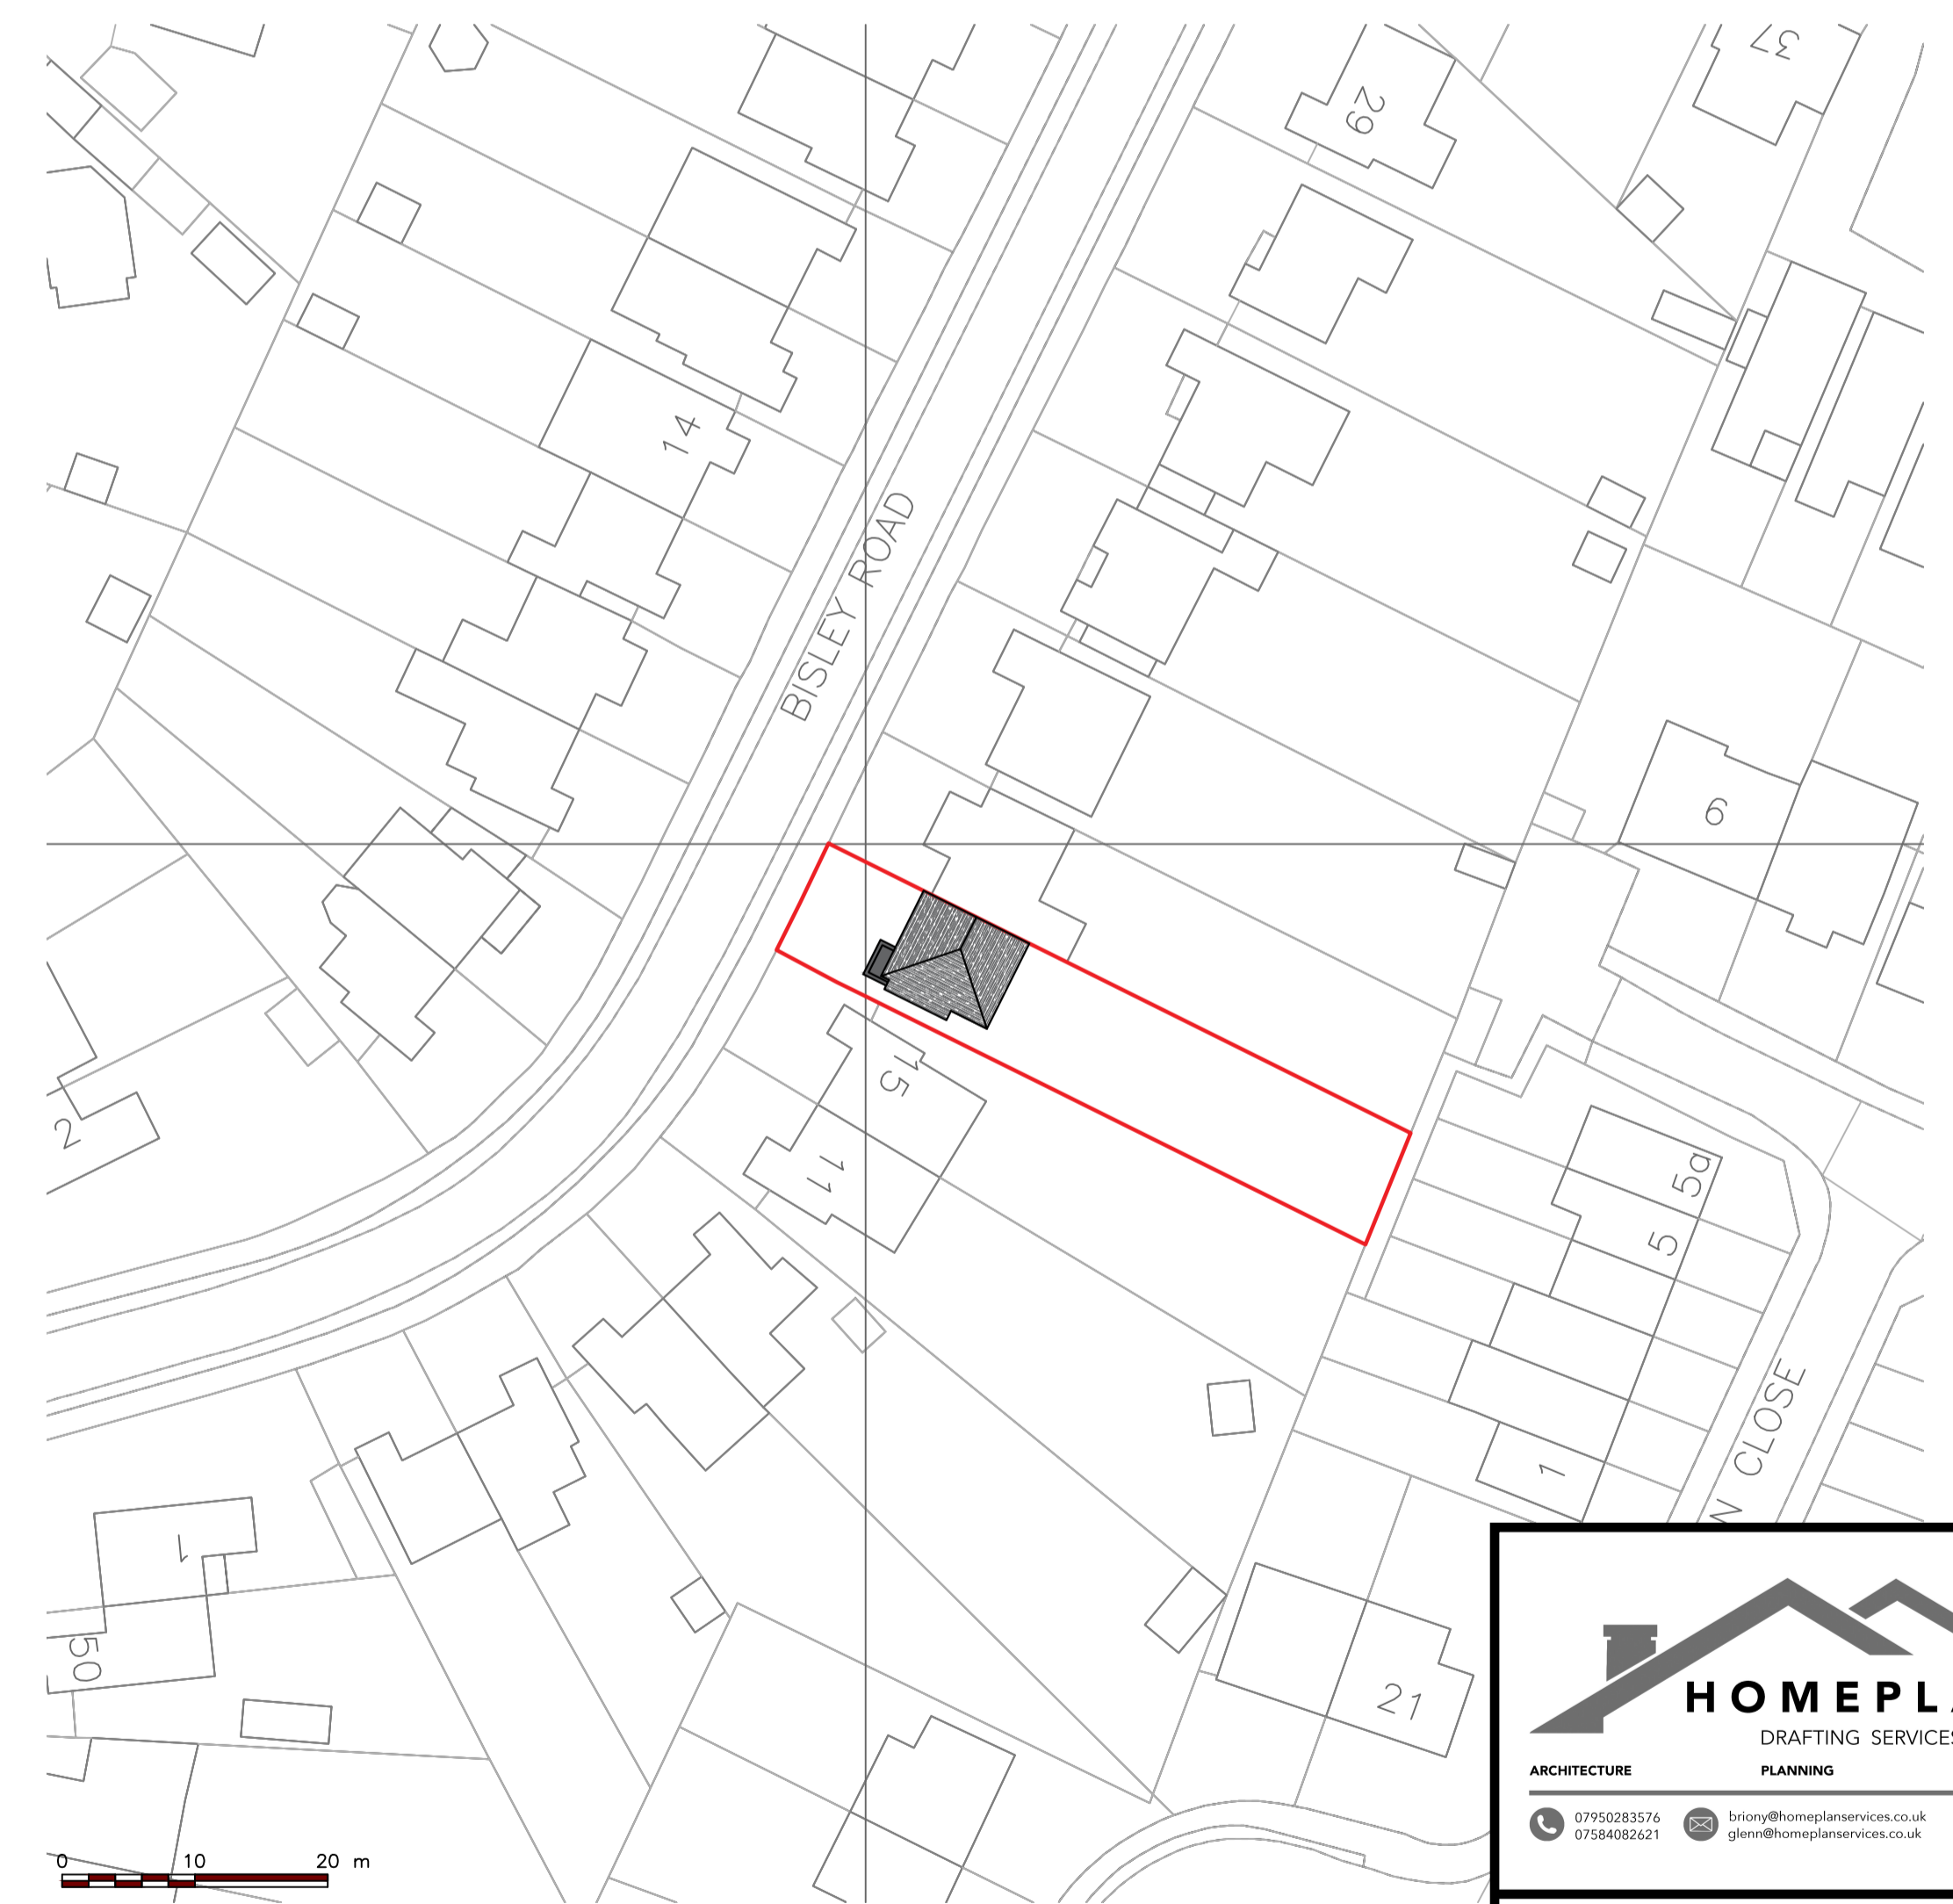 37
29
14
BISLEY ROAD
6
2
15
11
5a
5
W CLOSE
1
1
50
21
HOMEPLA
DRAFTING SERVICES
ARCHITECTURE PLANNING
07950283576
07584082621
briony@homeplanservices.co.uk
glenn@homeplanservices.co.uk
0 10 20 m